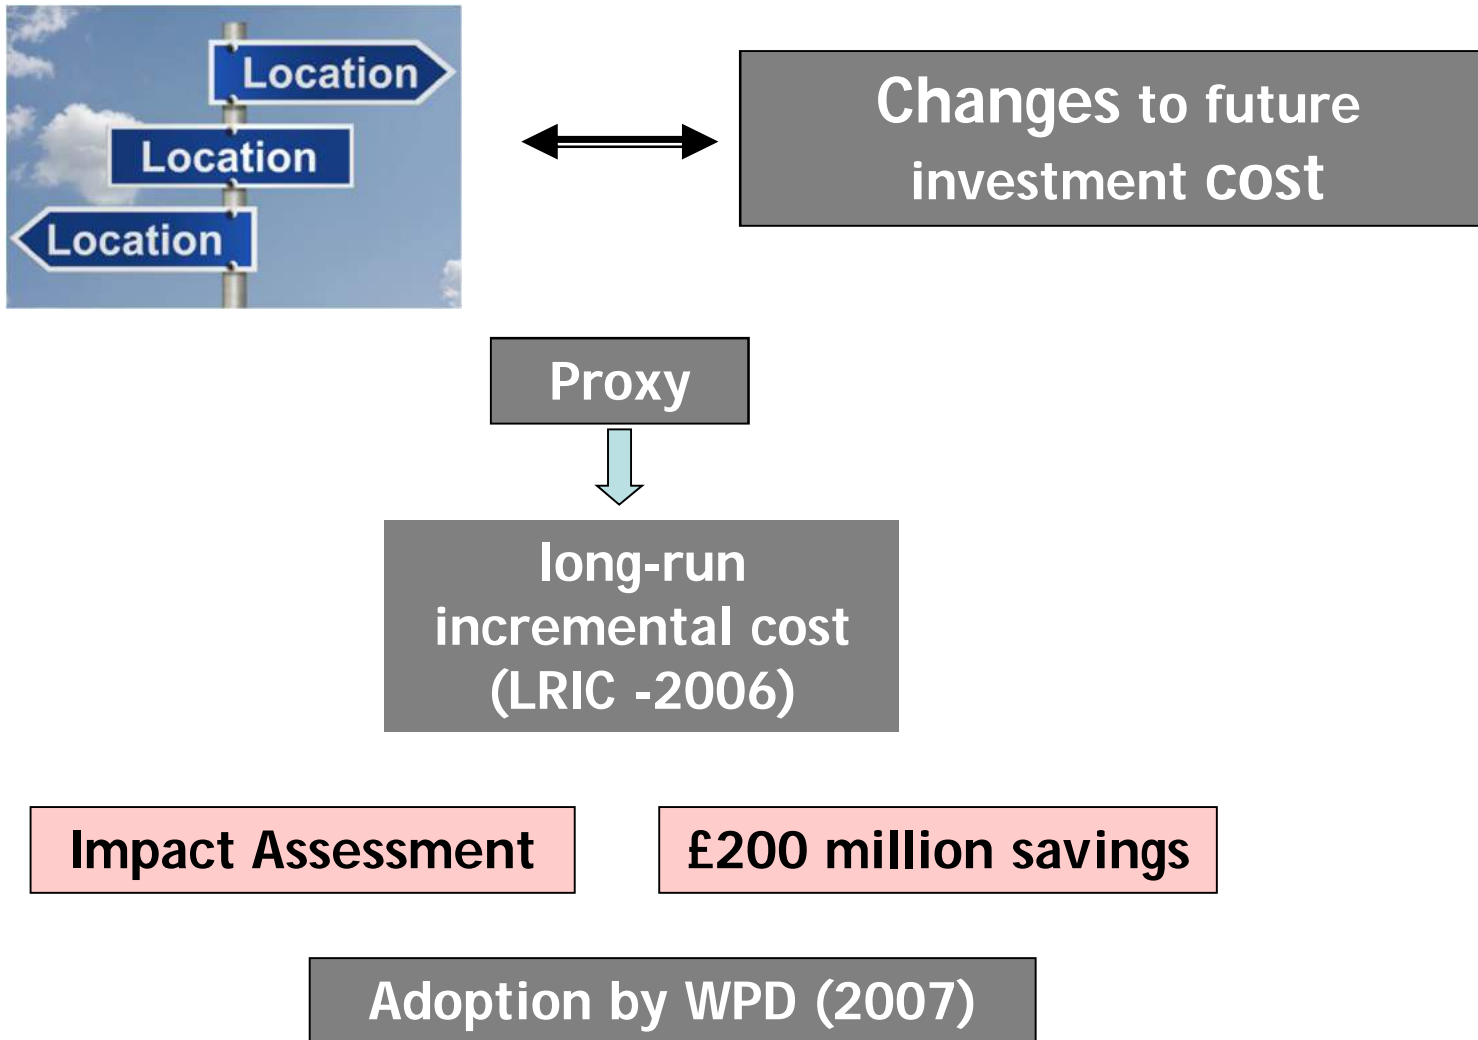 Location
Location
Location
Changes to future
investment cost
Proxy
long-run
incremental cost
(LRIC -2006)
Impact Assessment
£200 million savings
Adoption by WPD (2007)